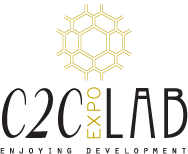 C2C EXPO LAB
ENJOYING DEVELOPMENT